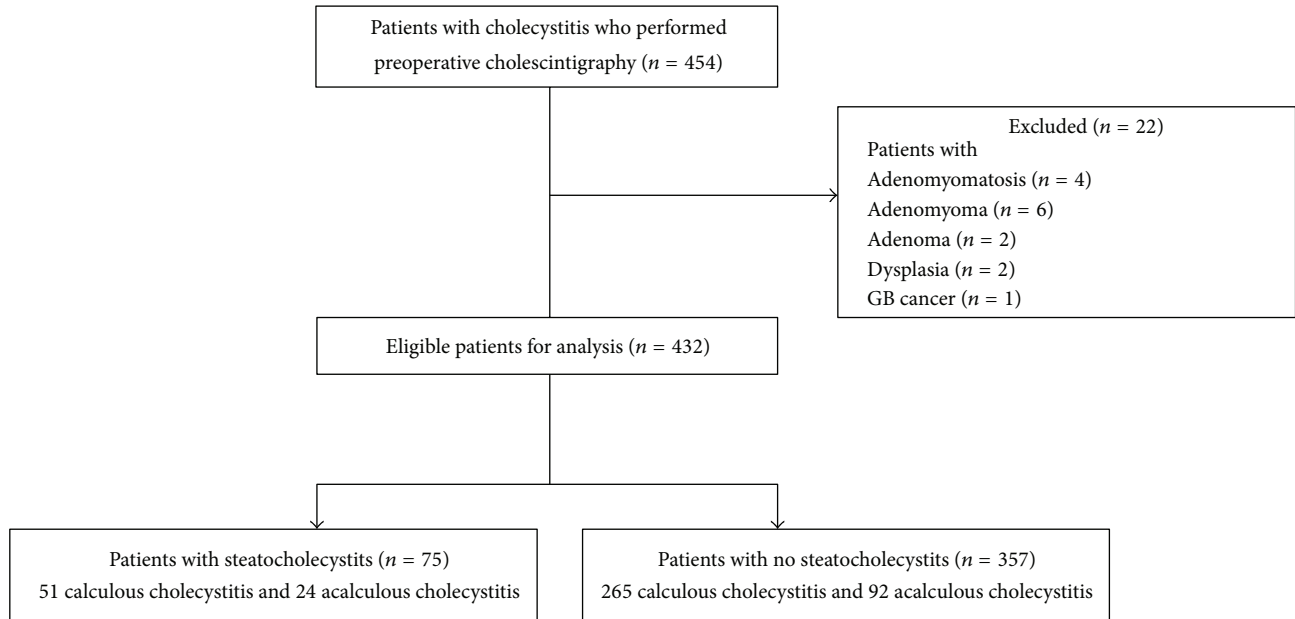 Patients with cholecystitis who performed
preoperative cholescintigraphy (n = 454)
Excluded (n = 22)
Patients with
Adenomyomatosis (n = 4)
Adenomyoma (n = 6)
Adenoma (n = 2)
Dysplasia (n = 2)
GB cancer (n = 1)
Eligible patients for analysis (n = 432)
Patients with steatocholecystits (n = 75)
51 calculous cholecystitis and 24 acalculous cholecystitis
Patients with no steatocholecystits (n = 357)
265 calculous cholecystitis and 92 acalculous cholecystitis